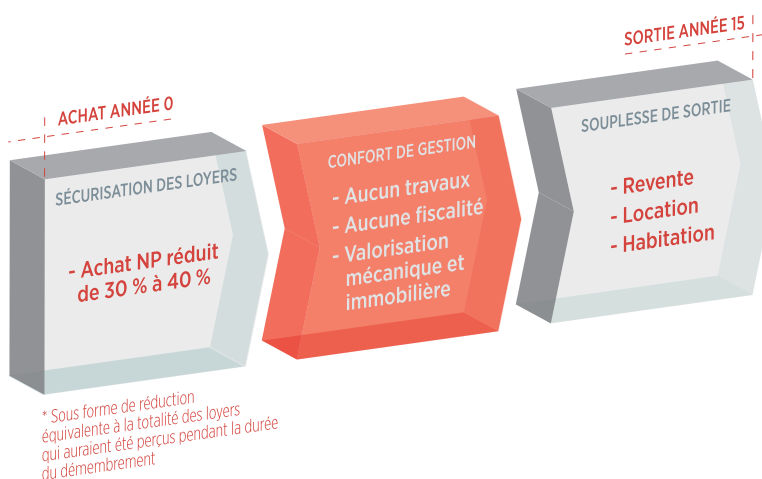 ACHAT ANNÉE 0
SÉCURISATION DES LOYERS
- Achat NP réduit
de 30 % à 40 %
* Sous forme de réduction
équivalente à la totalité des loyers
qui auraient été perçus pendant la durée
du démembrement
CONFORT DE GESTION
- Aucun travaux
- Aucune fiscalité
- Valorisation
mécanique et
immobilière
SORTIE ANNÉE 15
SOUPLESSE DE SORTIE
- Revente
- Location
- Habitation